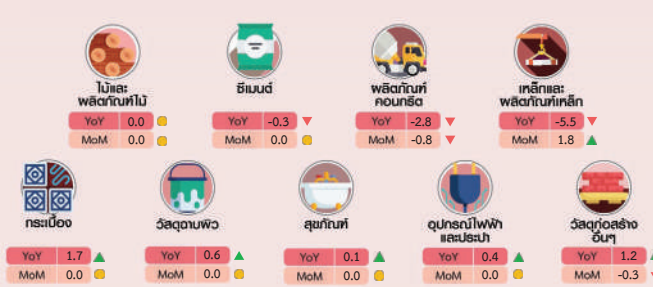 ไม้และ
ผลิตภัณฑ์ไม้
YoY 0.0
MoM 0.0
ซีเมนต์
YoY -0.3
MoM 0.0
ผลิตภัณฑ์
คอนกรีต
YoY -2.8
MoM -0.8
เหล็กและ
ผลิตภัณฑ์เหล็ก
YoY -5.5
MoM 1.8
กระเบื้อง
YoY 1.7
MoM 0.0
วัสดุฉาบผิว
YoY 0.6
MoM 0.0
สุขภัณฑ์
YoY 0.1
MoM 0.0
อุปกรณ์ไฟฟ้า
และประปา
YoY 0.4
MoM 0.0
วัสดุก่อสร้าง
อื่นๆ
YoY 1.2
MoM -0.3